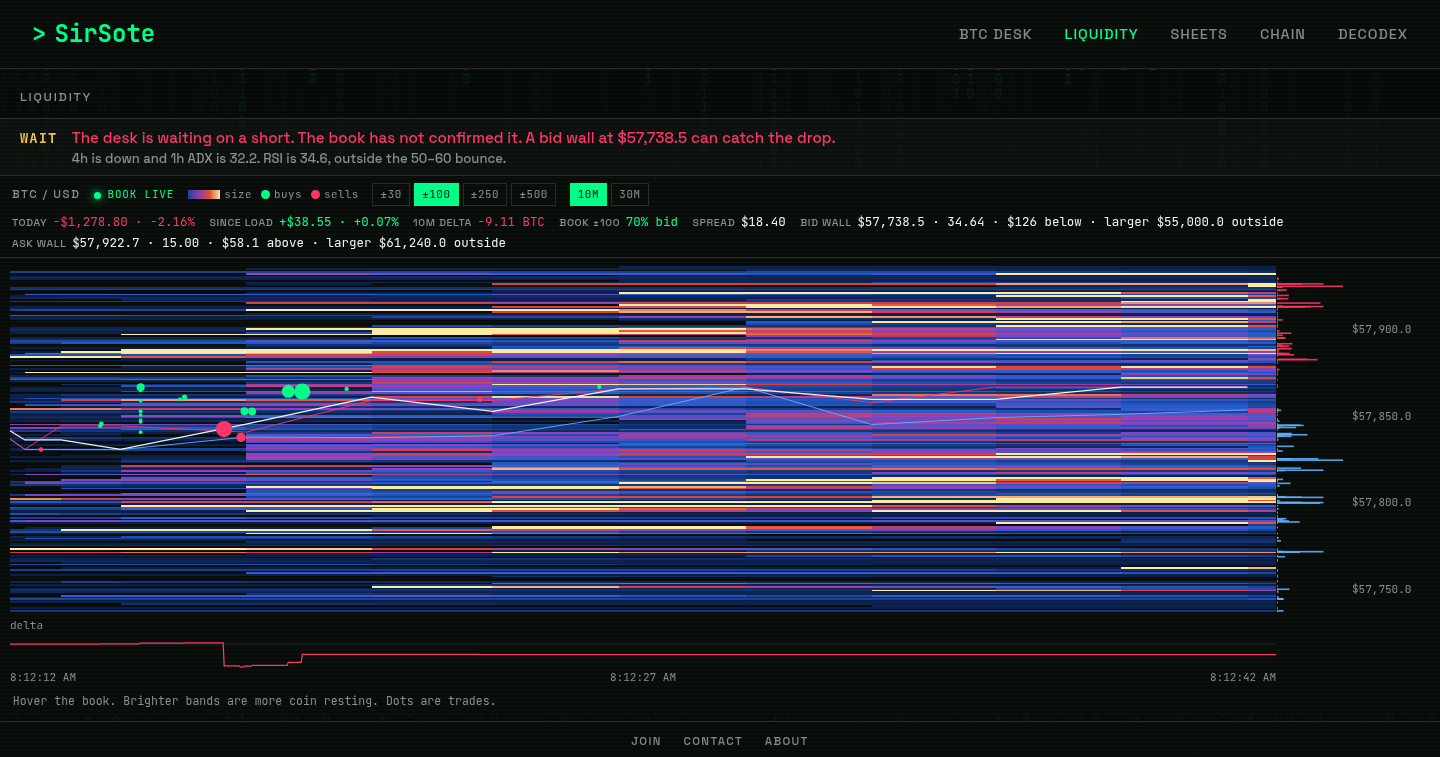 > SirSote
BTC DESK LIQUIDITY SHEETS CHAIN DECODEX
LIQUIDITY
WAIT The desk is waiting on a short. The book has not confirmed it. A bid wall at $57,738.5 can catch the drop.
4h is down and 1h ADX is 32.2. RSI is 34.6, outside the 50–60 bounce.
BTC / USD BOOK LIVE size buys sells ±30 ±100 ±250 ±500 10M 30M
TODAY -$1,278.80 · -2.16% SINCE LOAD +$38.55 · +0.07% 10M DELTA -9.11 BTC BOOK ±100 70% bid SPREAD $18.40 BID WALL $57,738.5 · 34.64 · $126 below · larger $55,000.0 outside
ASK WALL $57,922.7 · 15.00 · $58.1 above · larger $61,240.0 outside
$57,900.0
$57,850.0
$57,800.0
$57,750.0
delta
8:12:12 AM 8:12:27 AM 8:12:42 AM
Hover the book. Brighter bands are more coin resting. Dots are trades.
JOIN CONTACT ABOUT